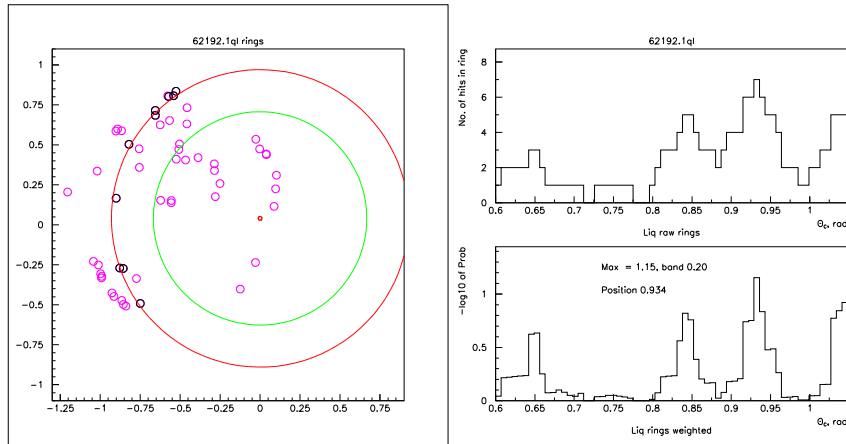 62192.1ql rings
1
0.75
0.5
0.25
0
−0.25
−0.5
−0.75
−1
−1.25 −1 −0.75 −0.5 −0.25 0 0.25 0.5 0.75
62192.1ql
No. of hits in ring
8
6
4
2
0
0.6 0.65 0.7 0.75 0.8 0.85 0.9 0.95 1
Θc, rad
Liq raw rings
−log10 of Prob
Max = 1.15, band 0.20
Position 0.934
1
0.5
0
0.6 0.65 0.7 0.75 0.8 0.85 0.9 0.95 1
Θc, rad
Liq rings weighted